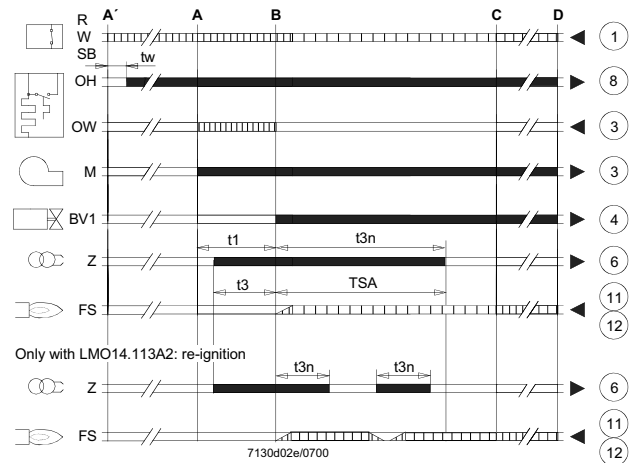 R A´ A B C D
W 1
SB
tw
OH 8
OW 3
M 3
BV1 4
t1 t3n
Z 6
t3 TSA
FS 11
12
Only with LMO14.113A2: re-ignition
t3n t3n
Z 6
FS 11
12
7130d02e/0700